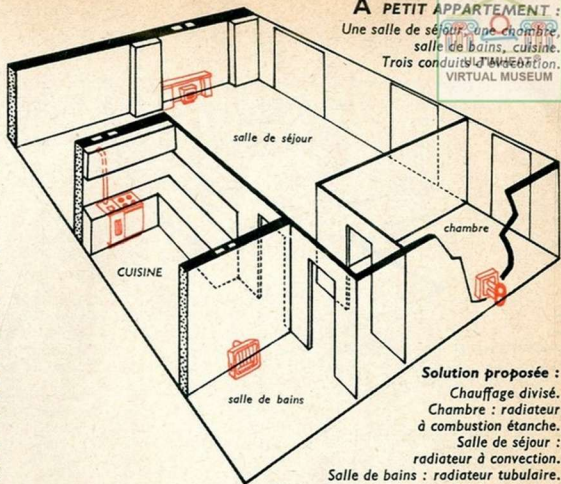 A PETIT APPARTEMENT :
Une salle de séjour, une chambre,
salle de bains, cuisine.
Trois conduits d'évacuation.
ULTIMHEAT®
VIRTUAL MUSEUM
salle de séjour
chambre
CUISINE
salle de bains
Solution proposée :
Chauffage divisé.
Chambre : radiateur
à combustion étanche.
Salle de séjour :
radiateur à convection.
Salle de bains : radiateur tubulaire.